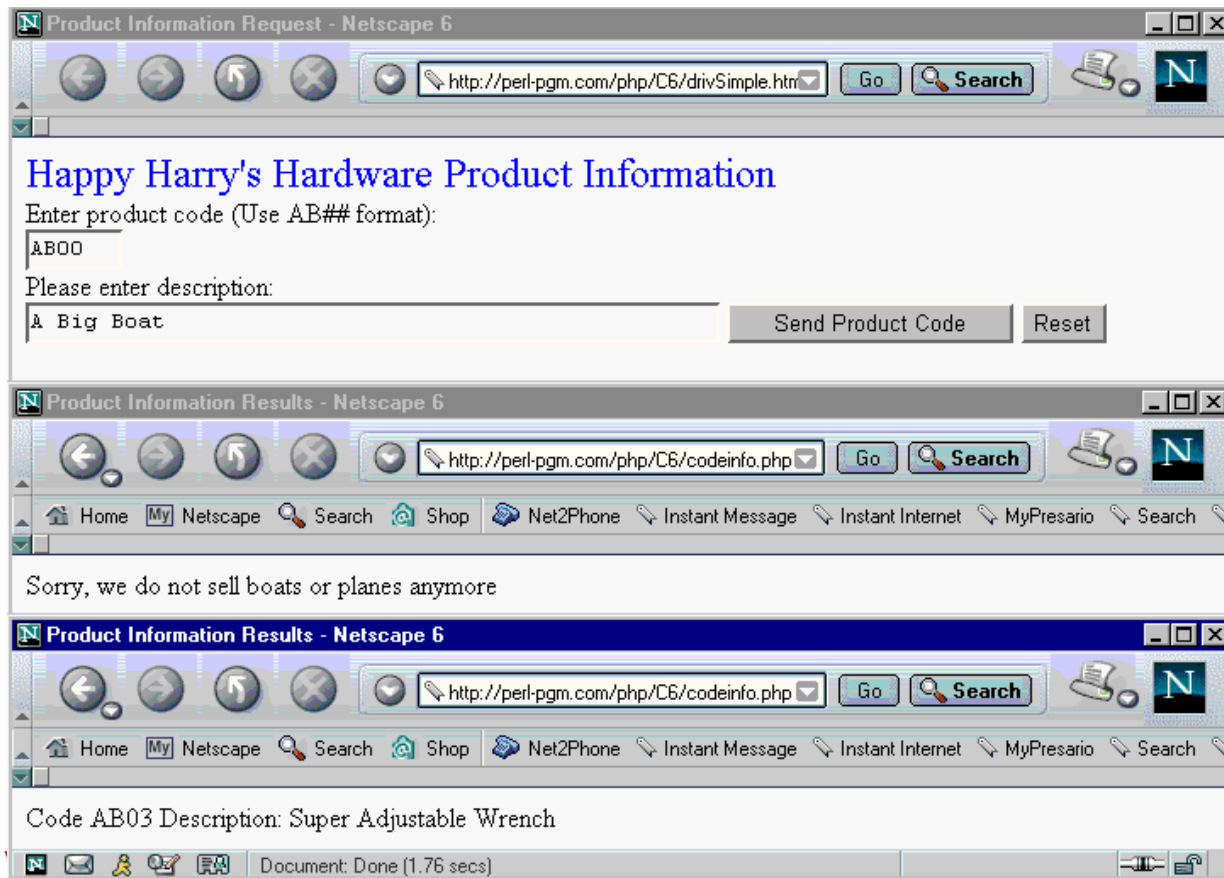 N Product Information Request - Netscape 6
http://perl-pgm.com/php/C6/drivSimple.htm Go Search N
Happy Harry's Hardware Product Information
Enter product code (Use AB## format):
AB00
Please enter description:
A Big Boat Send Product Code Reset
N Product Information Results - Netscape 6
http://perl-pgm.com/php/C6/codeinfo.php Go Search N
Home My Netscape Search Shop Net2Phone Instant Message Instant Internet MyPresario Search
Sorry, we do not sell boats or planes anymore
N Product Information Results - Netscape 6
http://perl-pgm.com/php/C6/codeinfo.php Go Search N
Home My Netscape Search Shop Net2Phone Instant Message Instant Internet MyPresario Search
Code AB03 Description: Super Adjustable Wrench
N Document: Done (1.76 secs)